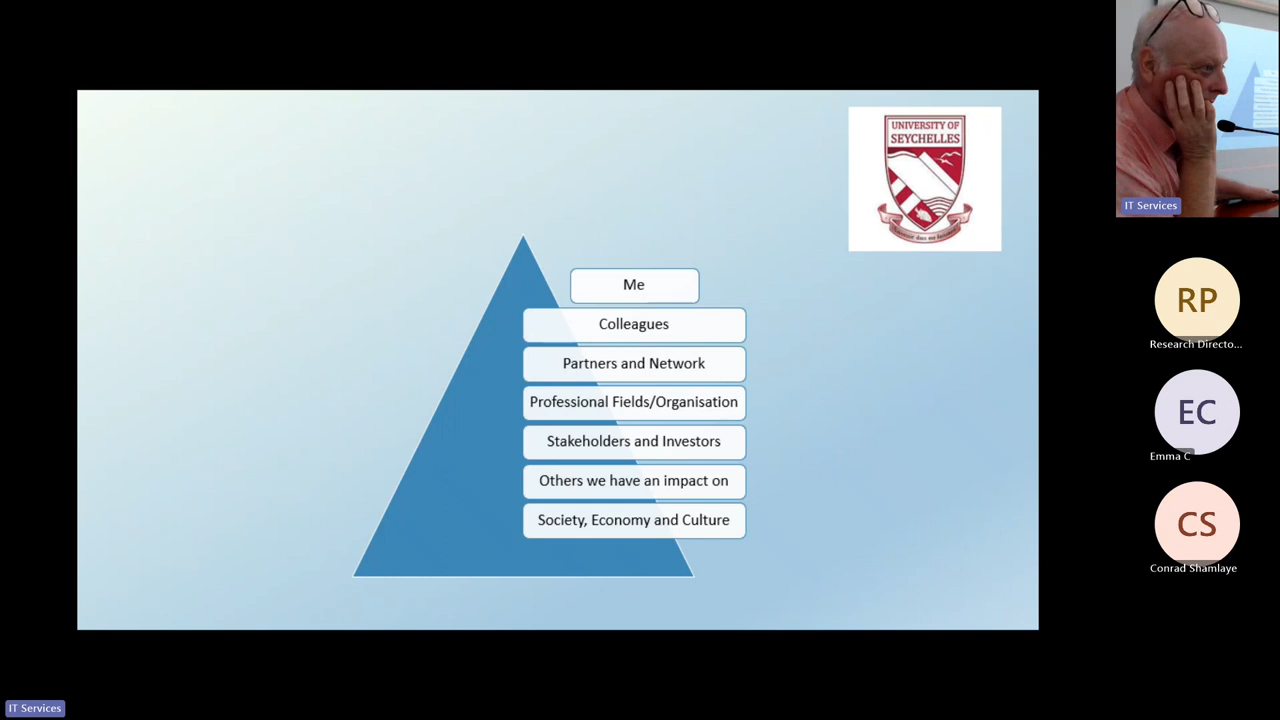 UNIVERSITY OF
SEYCHELLES
Me
Colleagues
Partners and Network
Professional Fields/Organisation
Stakeholders and Investors
Others we have an impact on
Society, Economy and Culture
IT Services
RP
Research Directo...
EC
Emma C
CS
Conrad Shamlaye
IT Services